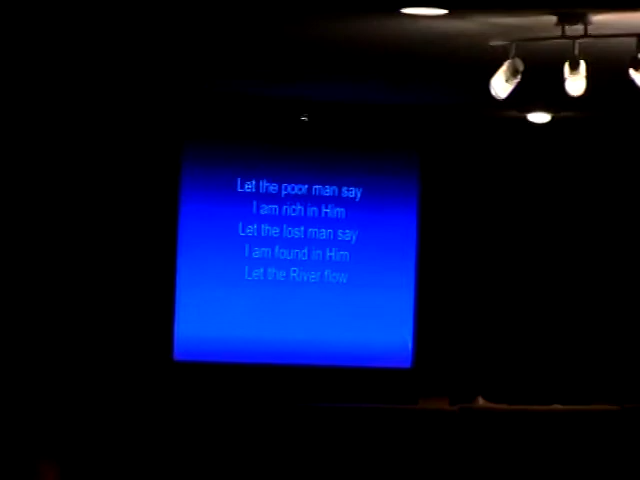 Let the poor man say
I am rich in Him
Let the lost man say
I am found in Him
Let the River flow